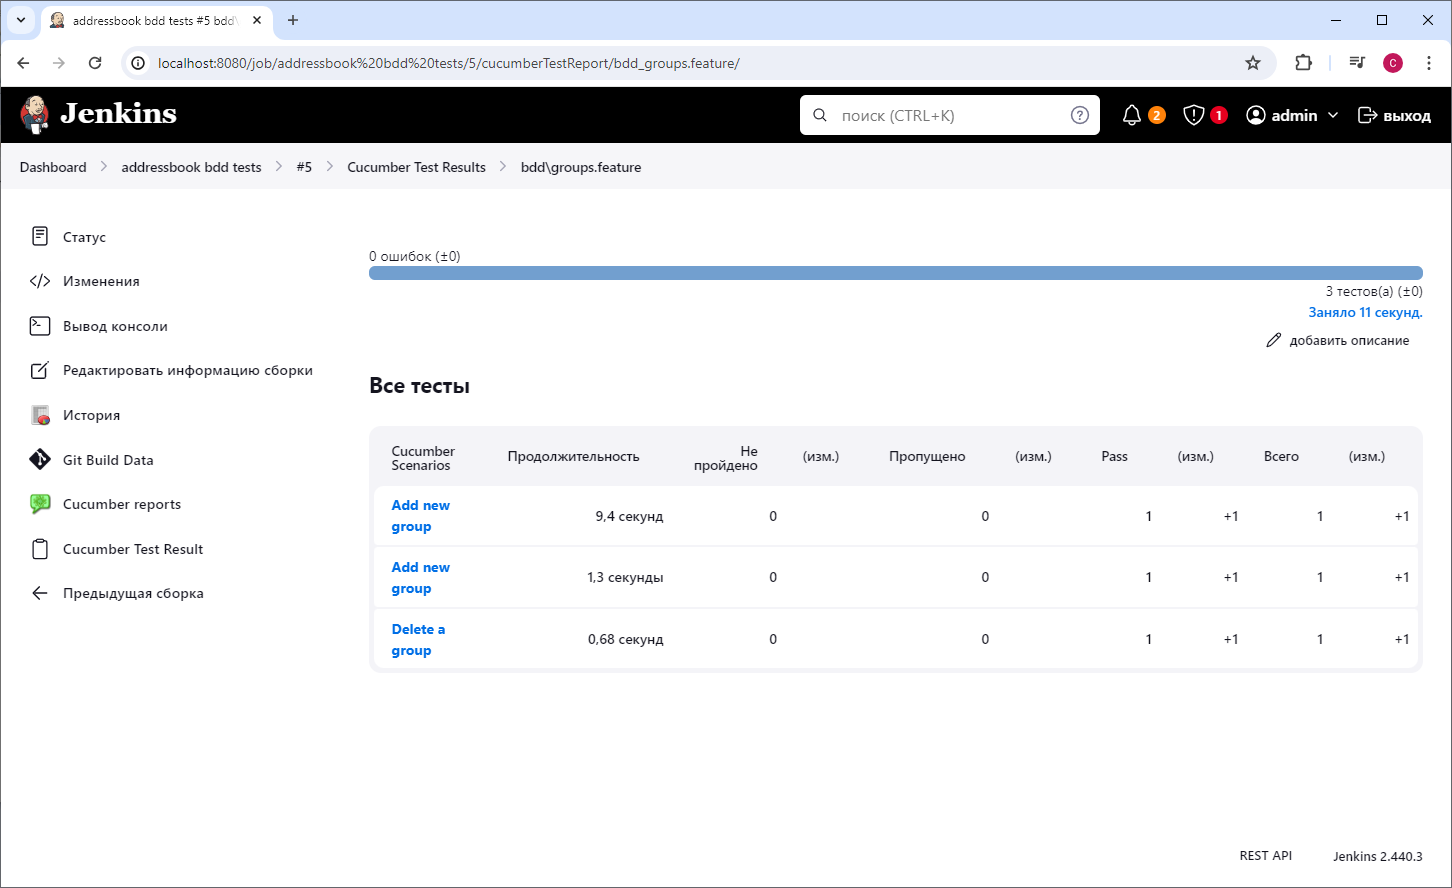 addressbook bdd tests #5 bdd\
localhost:8080/job/addressbook%20bdd%20tests/5/cucumberTestReport/bdd_groups.feature/
C
Jenkins
поиск (CTRL+K)
?
2
1
admin
выход
Dashboard
addressbook bdd tests
#5
Cucumber Test Results
bdd\groups.feature
Статус
Изменения
Вывод консоли
Редактировать информацию сборки
История
Git Build Data
Cucumber reports
Cucumber Test Result
Предыдущая сборка
0 ошибок (±0)
3 тестов(а) (±0)
Заняло 11 секунд.
добавить описание
Все тесты
Cucumber Scenarios Продолжительность Не пройдено (изм.) Пропущено (изм.) Pass (изм.) Всего (изм.)
Add new group 9,4 секунд 0 0 1 +1 1 +1
Add new group 1,3 секунды 0 0 1 +1 1 +1
Delete a group 0,68 секунд 0 0 1 +1 1 +1
REST API
Jenkins 2.440.3